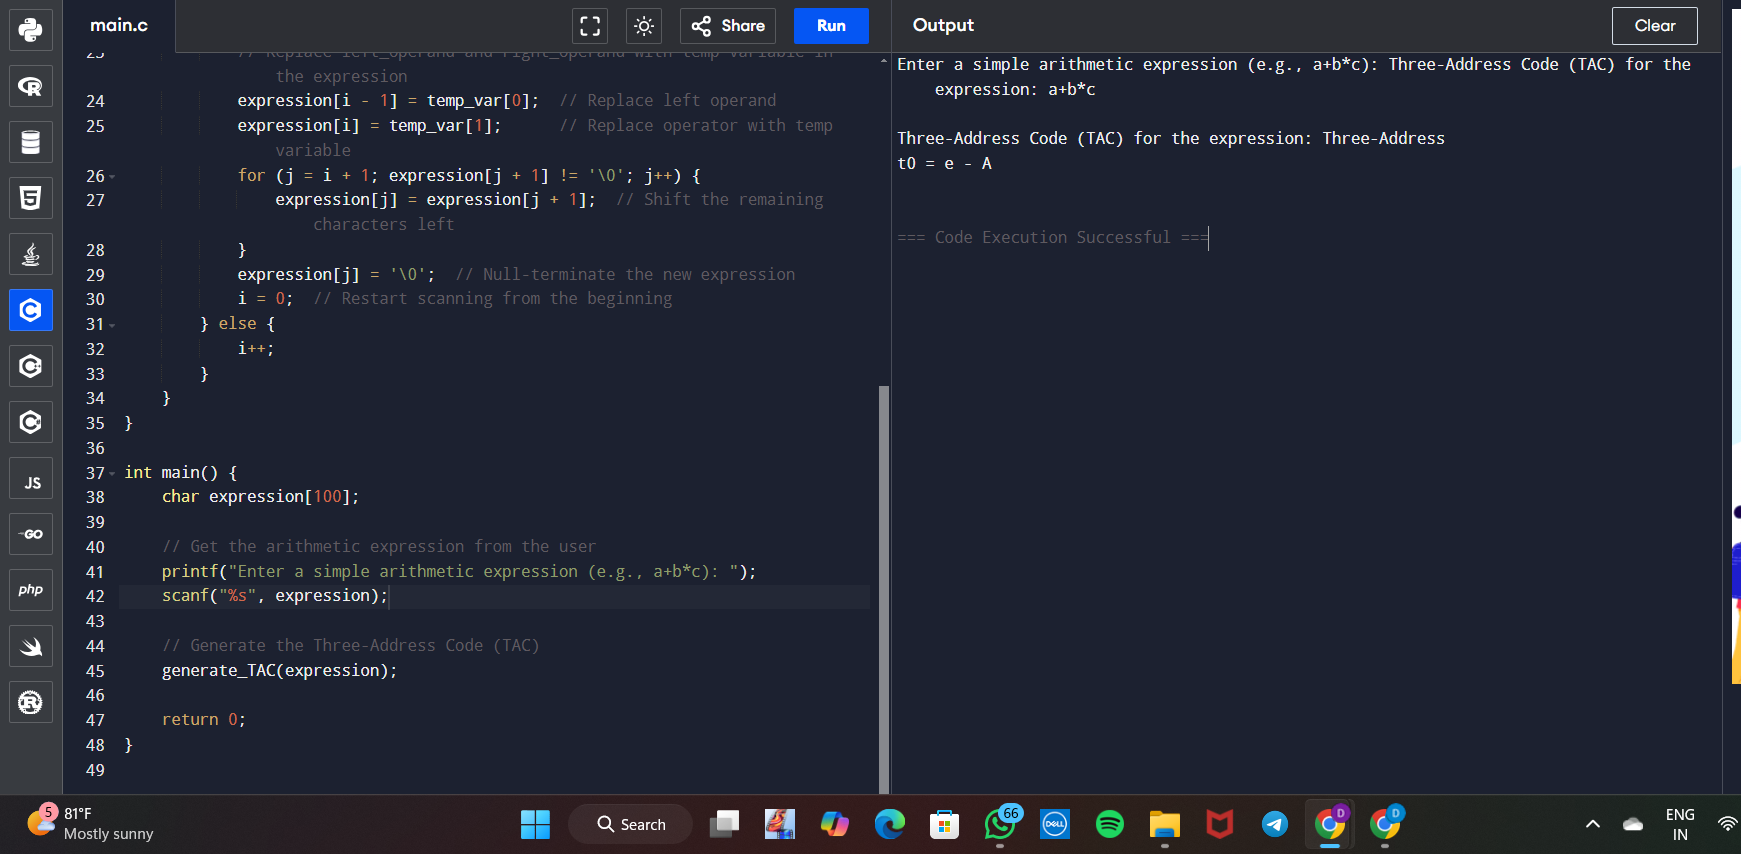 main.c
Share
Run
Output
Clear
23 // Replace left_operand and right_operand with temp variable in
the expression
24 expression[i - 1] = temp_var[0];  // Replace left operand
25 expression[i] = temp_var[1];      // Replace operator with temp
variable
26 for (j = i + 1; expression[j + 1] != '\0'; j++) {
27 expression[j] = expression[j + 1];  // Shift the remaining
characters left
28 }
29 expression[j] = '\0';  // Null-terminate the new expression
30 i = 0;  // Restart scanning from the beginning
31 } else {
32 i++;
33 }
34 }
35 }
36
37 int main() {
38 char expression[100];
39
40 // Get the arithmetic expression from the user
41 printf("Enter a simple arithmetic expression (e.g., a+b*c): ");
42 scanf("%s", expression);
43
44 // Generate the Three-Address Code (TAC)
45 generate_TAC(expression);
46
47 return 0;
48 }
49
Enter a simple arithmetic expression (e.g., a+b*c): Three-Address Code (TAC) for the
expression: a+b*c
Three-Address Code (TAC) for the expression: Three-Address
t0 = e - A
=== Code Execution Successful ===
JS
GO
php
5
81°F
Mostly sunny
Search
66
DELL
D
D
ENG
IN